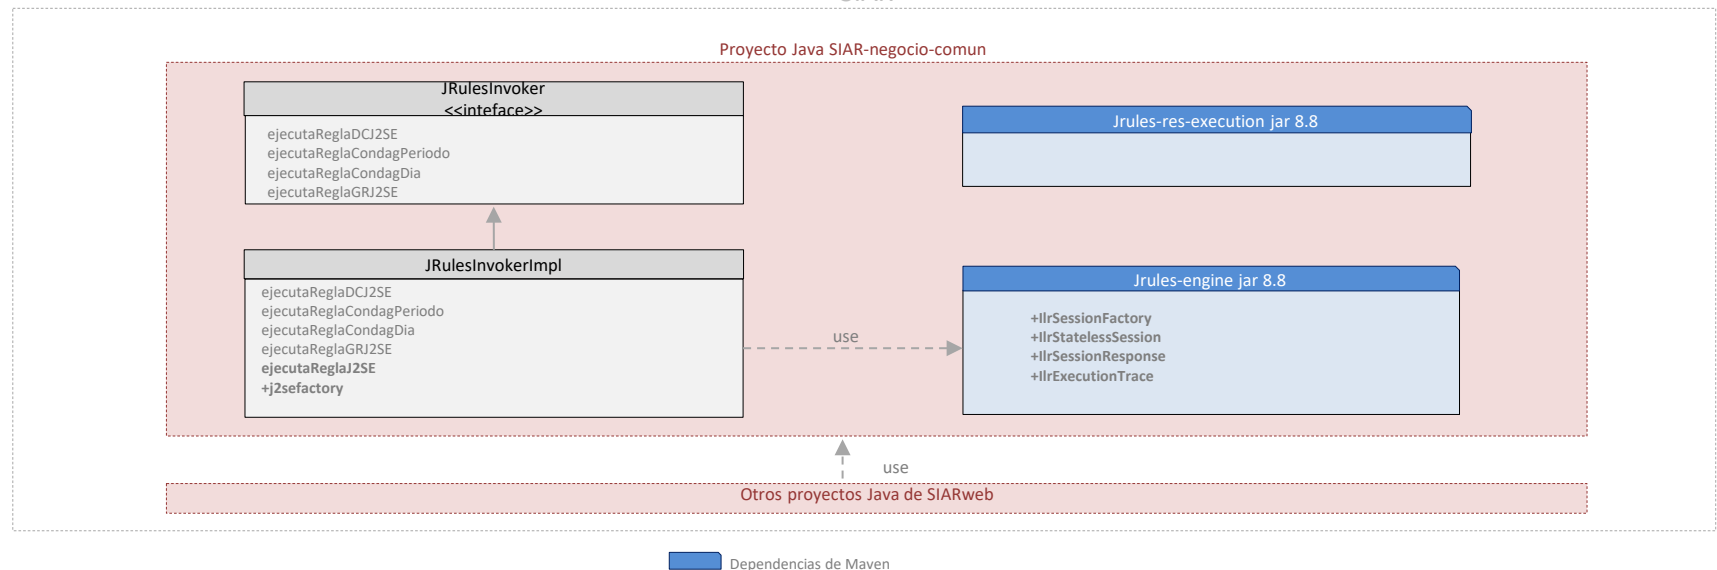 Proyecto Java SIAR-negocio-comun
JRulesInvoker
<<inteface>>
ejecutaReglaDCJ2SE
ejecutaReglaCondagPeriodo
ejecutaReglaCondagDia
ejecutaReglaGRJ2SE
Jrules-res-execution jar 8.8
JRulesInvokerImpl
ejecutaReglaDCJ2SE
ejecutaReglaCondagPeriodo
ejecutaReglaCondagDia
ejecutaReglaGRJ2SE
ejecutaReglaJ2SE
+j2sefactory
use
Jrules-engine jar 8.8
+IlrSessionFactory
+IlrStatelessSession
+IlrSessionResponse
+IlrExecutionTrace
use
Otros proyectos Java de SIARweb
Dependencias de Maven